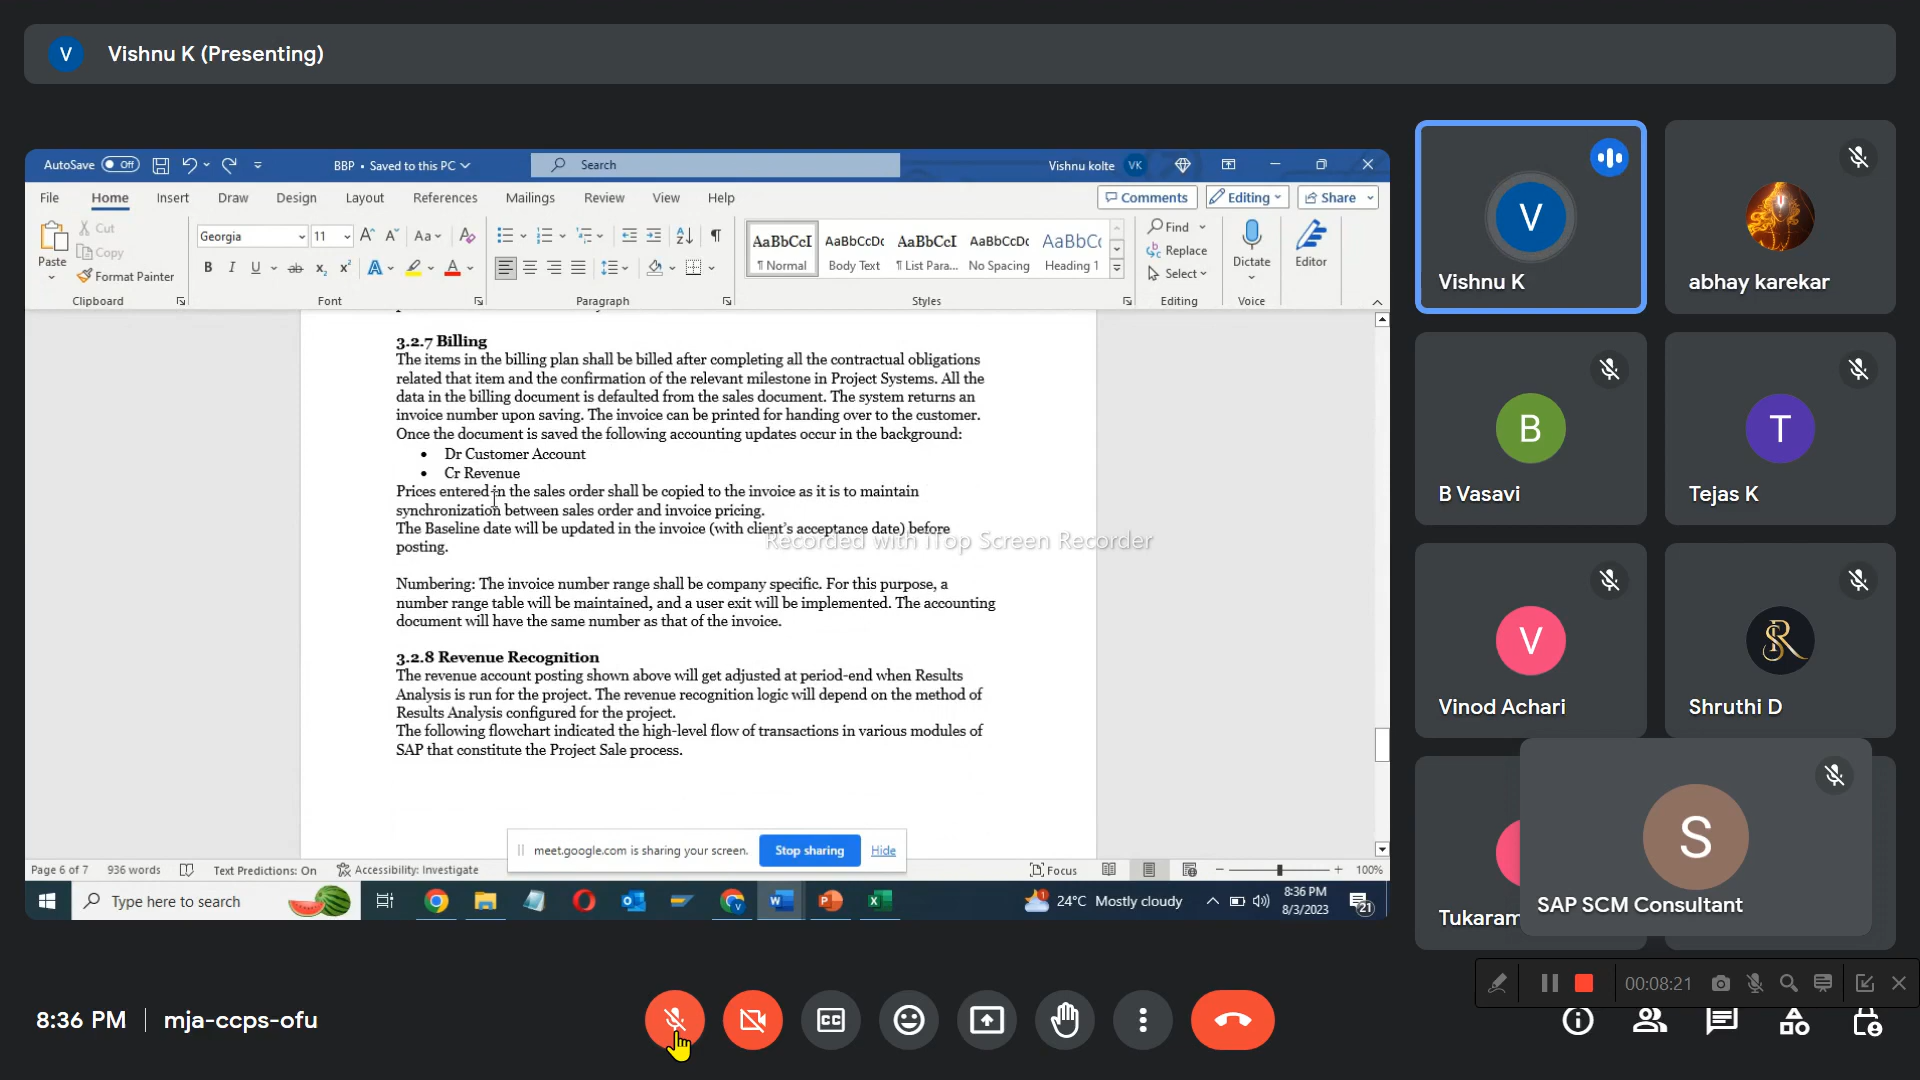 V Vishnu K (Presenting)
AutoSave Off BBP • Saved to this PC Search Vishnu kolte VK
File Home Insert Draw Design Layout References Mailings Review View Help Comments Editing Share
Paste Cut Copy Format Painter
Georgia 11
AaBbCcI AaBbCcDc AaBbCcI AaBbCcDc AaBbCc
¶ Normal Body Text ¶ List Para... No Spacing Heading 1
Find Replace Select Dictate Editor
Clipboard Font Paragraph Styles Editing Voice
3.2.7 Billing
The items in the billing plan shall be billed after completing all the contractual obligations
related that item and the confirmation of the relevant milestone in Project Systems. All the
data in the billing document is defaulted from the sales document. The system returns an
invoice number upon saving. The invoice can be printed for handing over to the customer.
Once the document is saved the following accounting updates occur in the background:
• Dr Customer Account
• Cr Revenue
Prices entered in the sales order shall be copied to the invoice as it is to maintain
synchronization between sales order and invoice pricing.
The Baseline date will be updated in the invoice (with client's acceptance date) before
posting.
Recorded with iTop Screen Recorder
Numbering: The invoice number range shall be company specific. For this purpose, a
number range table will be maintained, and a user exit will be implemented. The accounting
document will have the same number as that of the invoice.
3.2.8 Revenue Recognition
The revenue account posting shown above will get adjusted at period-end when Results
Analysis is run for the project. The revenue recognition logic will depend on the method of
Results Analysis configured for the project.
The following flowchart indicated the high-level flow of transactions in various modules of
SAP that constitute the Project Sale process.
meet.google.com is sharing your screen. Stop sharing Hide
Page 6 of 7 936 words Text Predictions: On Accessibility: Investigate Focus 100%
Type here to search 24°C Mostly cloudy 8:36 PM
8/3/2023 21
V
Vishnu K
abhay karekar
B
B Vasavi
T
Tejas K
V
Vinod Achari
SR
Shruthi D
Tukaram
S
SAP SCM Consultant
00:08:21
8:36 PM mja-ccps-ofu